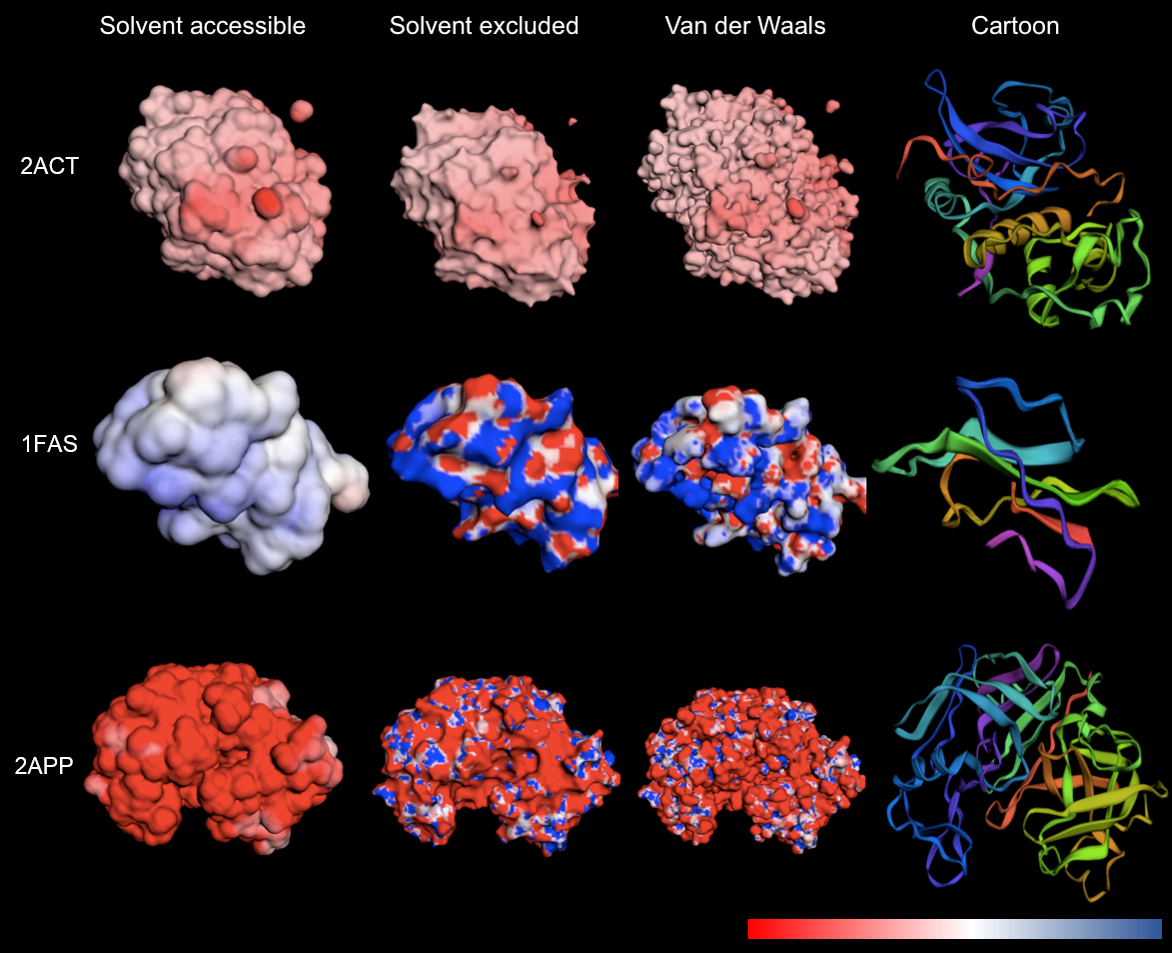 Solvent accessible Solvent excluded Van der Waals Cartoon
2ACT
1FAS
2APP